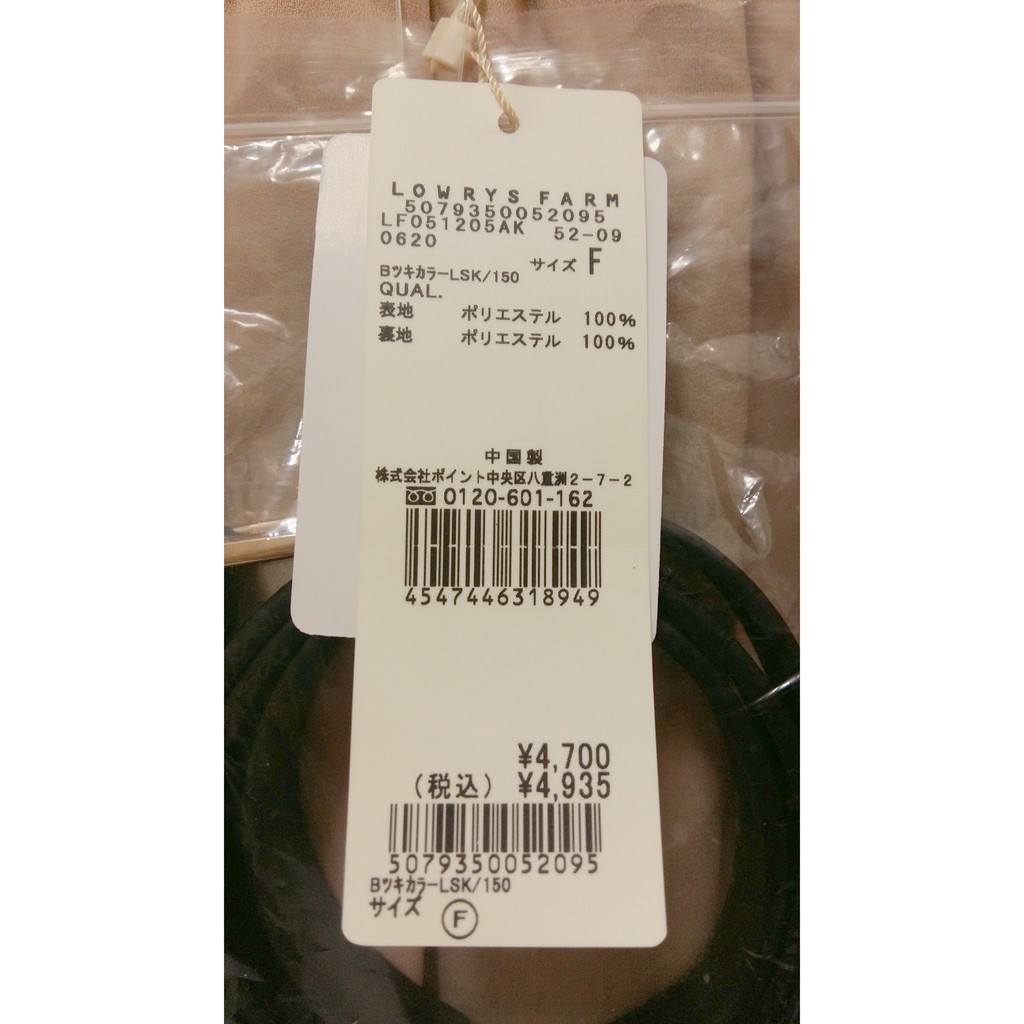 LOWRYS FARM
5079350052095
LF051205AK 52-09
0620
サイズ F
Bツキカラ-LSK/150
QUAL.
表地 ポリエステル 100%
裏地 ポリエステル 100%
中国製
株式会社ポイント中央区八重洲2-7-2
0120-601-162
4547446318949
¥4,700
(税込) ¥4,935
5079350052095
Bツキカラ-LSK/150
サイズ F